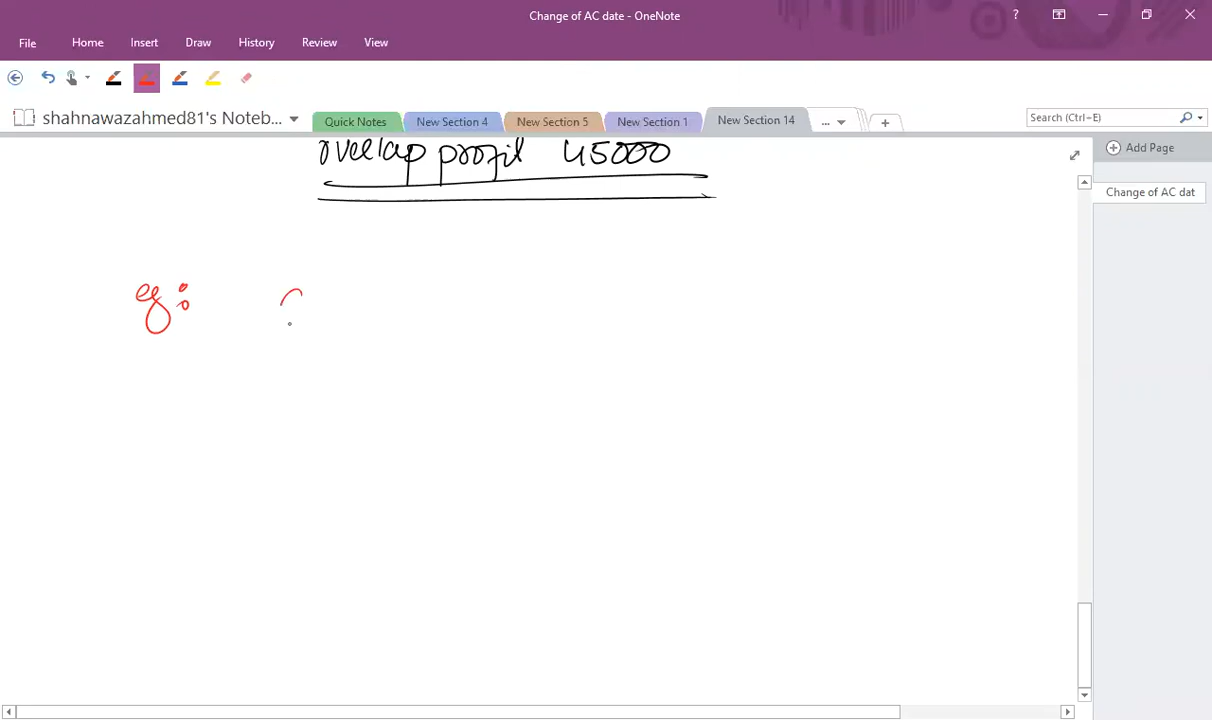 Change of AC date - OneNote
?
File Home Insert Draw History Review View
shahnawazahmed81's Noteb...
Quick Notes New Section 4 New Section 5 New Section 1 New Section 14 ... +
Search (Ctrl+E)
Add Page
Change of AC dat
overlap profit 45000
eg: